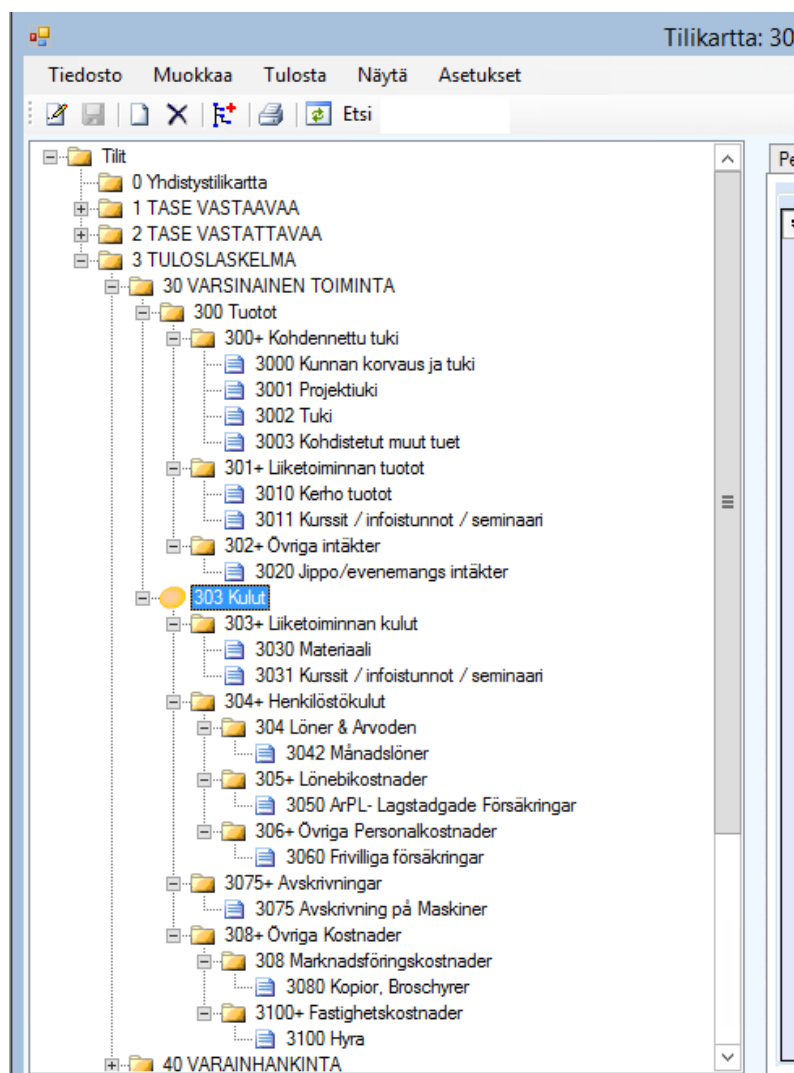 Tilikartta: 30
Tiedosto Muokkaa Tulosta Näytä Asetukset
Etsi
Tilit
0 Yhdistystilikartta
1 TASE VASTAAVAA
2 TASE VASTATTAVAA
3 TULOSLASKELMA
30 VARSINAINEN TOIMINTA
300 Tuotot
300+ Kohdennettu tuki
3000 Kunnan korvaus ja tuki
3001 Projektiuki
3002 Tuki
3003 Kohdistetut muut tuet
301+ Liiketoiminnan tuotot
3010 Kerho tuotot
3011 Kurssit / infoistunnot / seminaari
302+ Övriga intäkter
3020 Jippo/evenemangs intäkter
303 Kulut
303+ Liiketoiminnan kulut
3030 Materiaali
3031 Kurssit / infoistunnot / seminaari
304+ Henkilöstökulut
304 Löner & Arvoden
3042 Månadslöner
305+ Lönebikostnader
3050 ArPL- Lagstadgade Försäkringar
306+ Övriga Personalkostnader
3060 Frivilliga försäkringar
3075+ Avskrivningar
3075 Avskrivning på Maskiner
308+ Övriga Kostnader
308 Marknadsföringskostnader
3080 Kopior, Broschyrer
3100+ Fastighetskostnader
3100 Hyra
40 VARAINHANKINTA